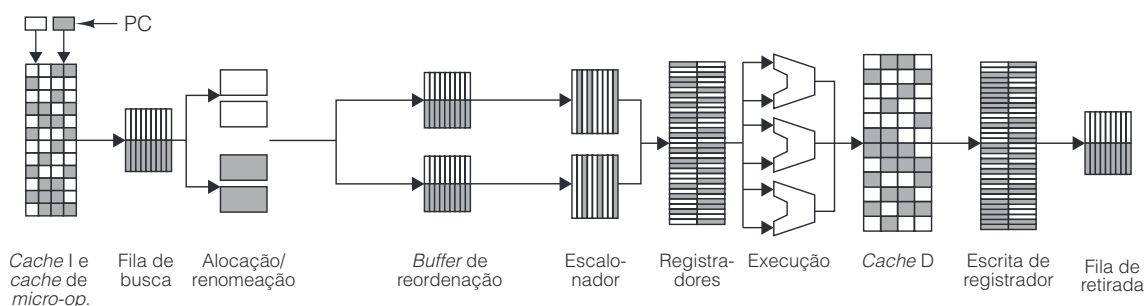 PC
Cache I e
cache de
micro-op.
Fila de
busca
Alocação/
renomeação
Buffer de
reordenação
Escalo-
nador
Registra-
dores
Execução
Cache D
Escrita de
registrador
Fila de
retirada